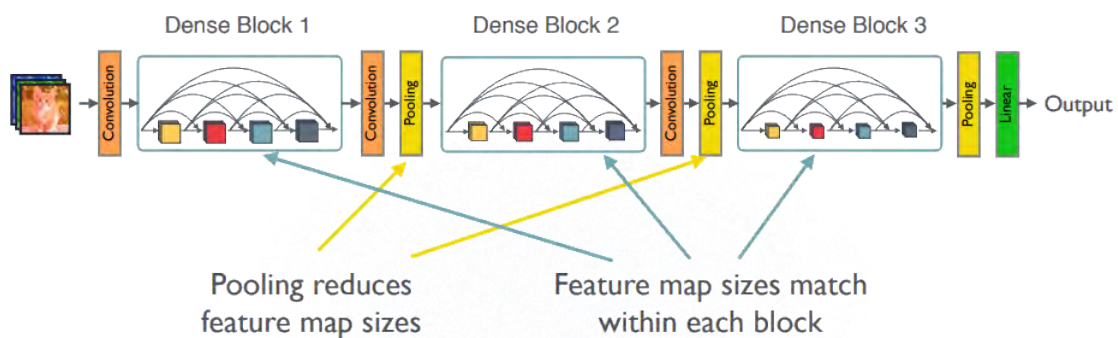 Dense Block 1
Dense Block 2
Dense Block 3
Convolution
Convolution
Pooling
Convolution
Pooling
Pooling
Linear
Output
Pooling reduces
feature map sizes
Feature map sizes match
within each block